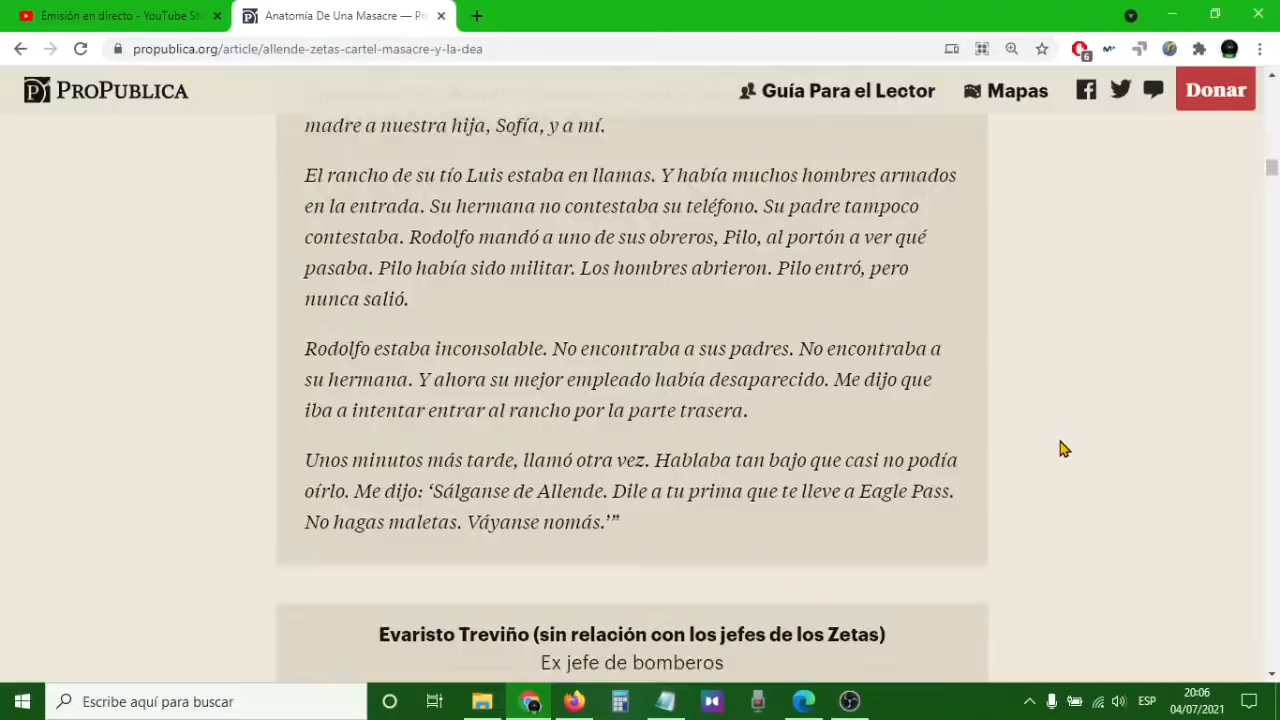 Emisión en directo - YouTube Stu
Anatomía De Una Masacre — Pr
propublica.org/article/allende-zetas-cartel-masacre-y-la-dea
6
PROPUBLICA
Guía Para el Lector
Mapas
Donar
madre a nuestra hija, Sofía, y a mí.
El rancho de su tío Luis estaba en llamas. Y había muchos hombres armados
en la entrada. Su hermana no contestaba su teléfono. Su padre tampoco
contestaba. Rodolfo mandó a uno de sus obreros, Pilo, al portón a ver qué
pasaba. Pilo había sido militar. Los hombres abrieron. Pilo entró, pero
nunca salió.
Rodolfo estaba inconsolable. No encontraba a sus padres. No encontraba a
su hermana. Y ahora su mejor empleado había desaparecido. Me dijo que
iba a intentar entrar al rancho por la parte trasera.
Unos minutos más tarde, llamó otra vez. Hablaba tan bajo que casi no podía
oírlo. Me dijo: ‘Sálganse de Allende. Dile a tu prima que te lleve a Eagle Pass.
No hagas maletas. Váyanse nomás.’”
Evaristo Treviño (sin relación con los jefes de los Zetas)
Ex jefe de bomberos
Escribe aquí para buscar
ESP
20:06
04/07/2021